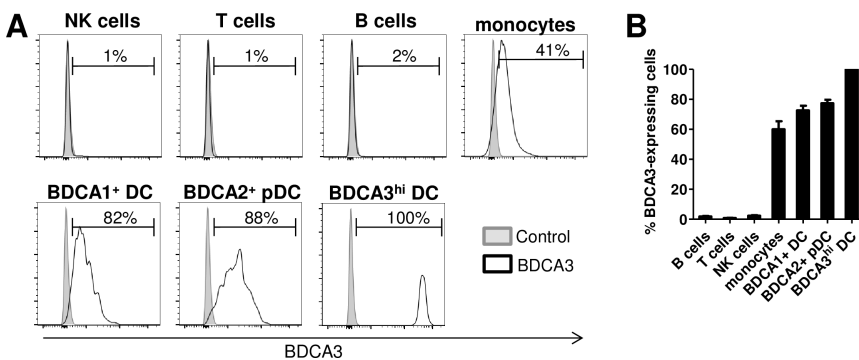 A
NK cells
T cells
B cells
monocytes
1%
1%
2%
41%
BDCA1+ DC
BDCA2+ pDC
BDCA3hi DC
82%
88%
100%
Control
BDCA3
BDCA3
B
% BDCA3-expressing cells
100
80
60
40
20
0
B cells
T cells
NK cells
monocytes
BDCA1+ DC
BDCA2+ pDC
BDCA3hi DC